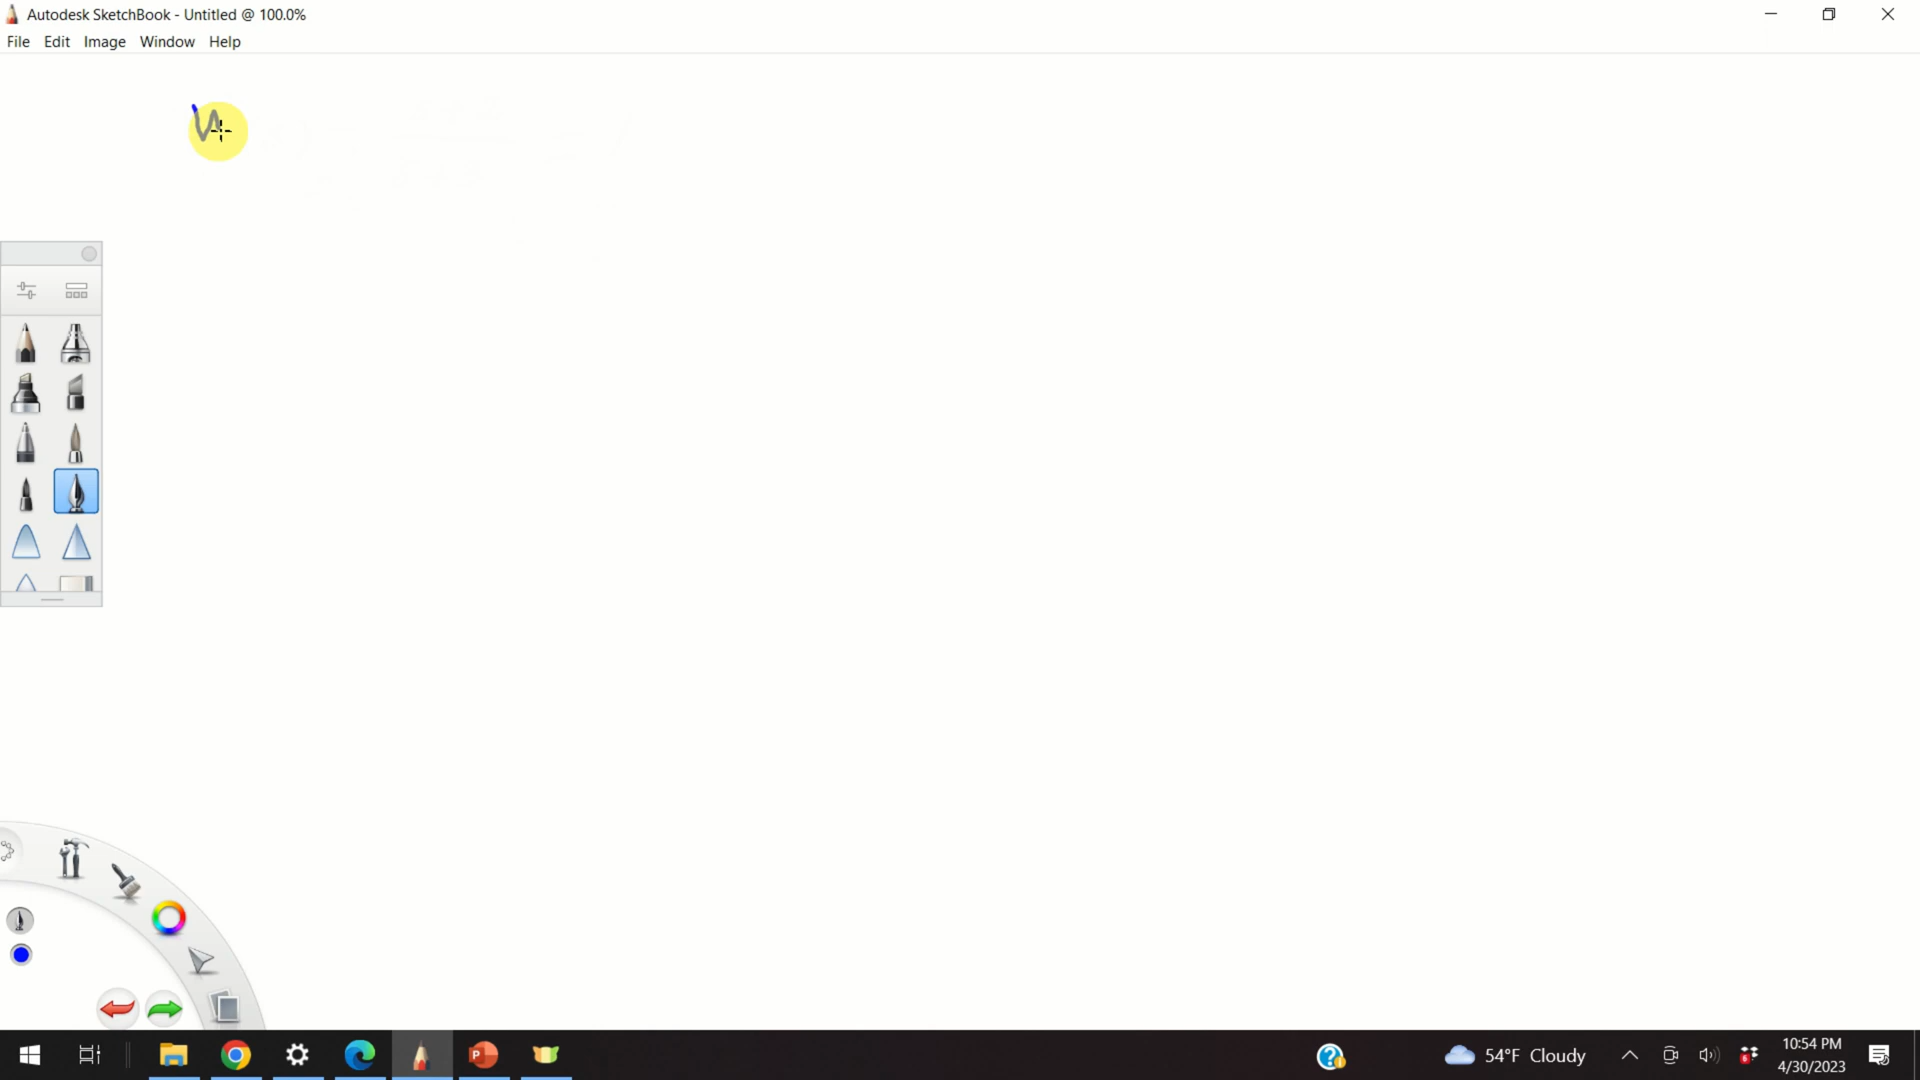 Autodesk SketchBook - Untitled @ 100.0%
File Edit Image Window Help
54°F Cloudy
10:54 PM
4/30/2023